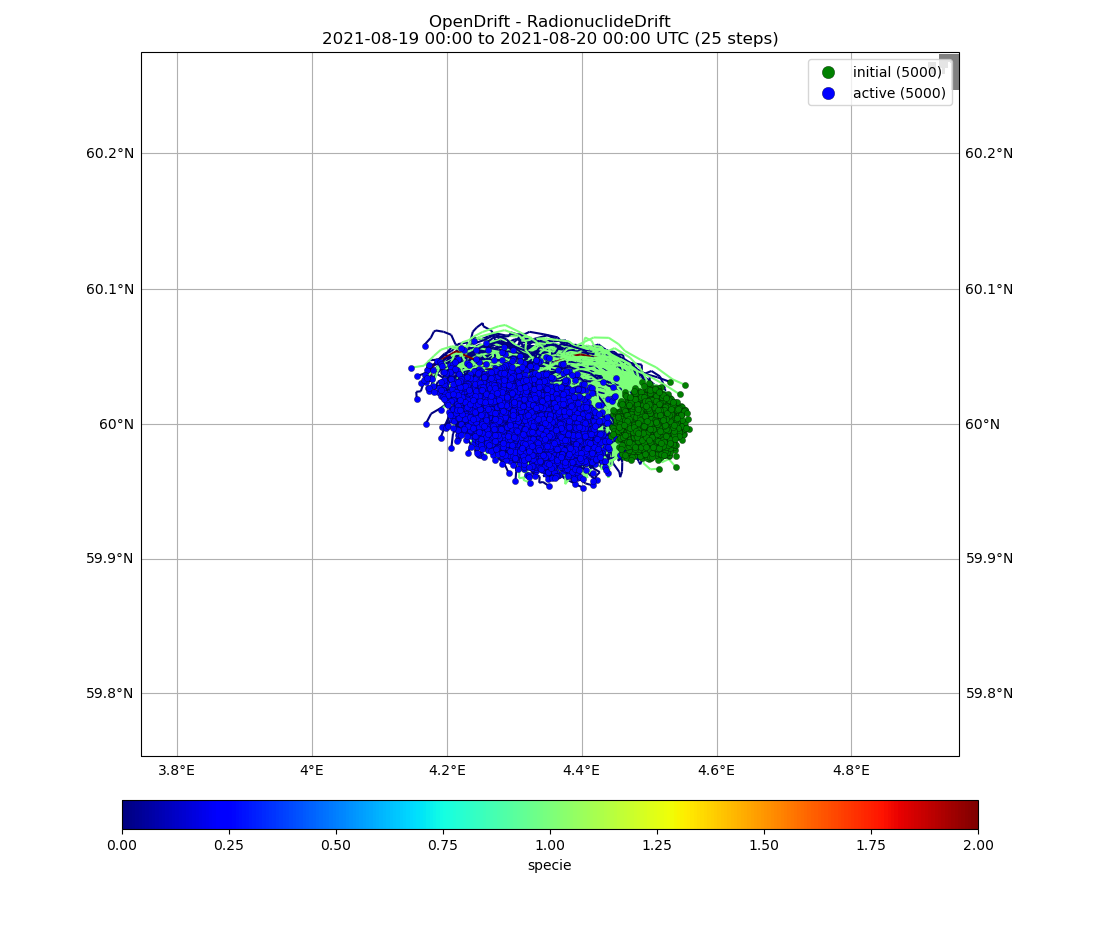 OpenDrift - RadionuclideDrift
2021-08-19 00:00 to 2021-08-20 00:00 UTC (25 steps)
initial (5000)
active (5000)
60.2°N 60.2°N
60.1°N 60.1°N
60°N 60°N
59.9°N 59.9°N
59.8°N 59.8°N
3.8°E 4°E 4.2°E 4.4°E 4.6°E 4.8°E
0.00 0.25 0.50 0.75 1.00 1.25 1.50 1.75 2.00
specie